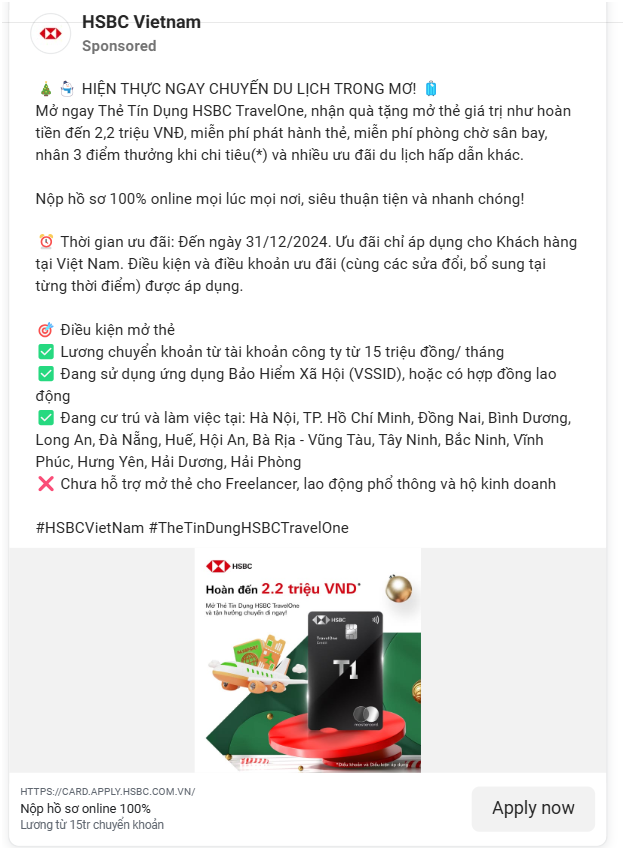 HSBC Vietnam
Sponsored
🎄 ⛄ HIỆN THỰC NGAY CHUYẾN DU LỊCH TRONG MƠ! 🧳
Mở ngay Thẻ Tín Dụng HSBC TravelOne, nhận quà tặng mở thẻ giá trị như hoàn
tiền đến 2,2 triệu VNĐ, miễn phí phát hành thẻ, miễn phí phòng chờ sân bay,
nhân 3 điểm thưởng khi chi tiêu(*) và nhiều ưu đãi du lịch hấp dẫn khác.
Nộp hồ sơ 100% online mọi lúc mọi nơi, siêu thuận tiện và nhanh chóng!
⏰ Thời gian ưu đãi: Đến ngày 31/12/2024. Ưu đãi chỉ áp dụng cho Khách hàng
tại Việt Nam. Điều kiện và điều khoản ưu đãi (cùng các sửa đổi, bổ sung tại
từng thời điểm) được áp dụng.
🎯 Điều kiện mở thẻ
✅ Lương chuyển khoản từ tài khoản công ty từ 15 triệu đồng/ tháng
✅ Đang sử dụng ứng dụng Bảo Hiểm Xã Hội (VSSID), hoặc có hợp đồng lao
động
✅ Đang cư trú và làm việc tại: Hà Nội, TP. Hồ Chí Minh, Đồng Nai, Bình Dương,
Long An, Đà Nẵng, Huế, Hội An, Bà Rịa - Vũng Tàu, Tây Ninh, Bắc Ninh, Vĩnh
Phúc, Hưng Yên, Hải Dương, Hải Phòng
❌ Chưa hỗ trợ mở thẻ cho Freelancer, lao động phổ thông và hộ kinh doanh
#HSBCVietNam #TheTinDungHSBCTravelOne
HSBC
Hoàn đến 2.2 triệu VND*
Mở Thẻ Tín Dụng HSBC TravelOne
và tận hưởng chuyến đi ngay!
HSBC
TravelOne
T1
mastercard
*Điều khoản và Điều kiện áp dụng
HTTPS://CARD.APPLY.HSBC.COM.VN/
Nộp hồ sơ online 100%
Lương từ 15tr chuyển khoản
Apply now